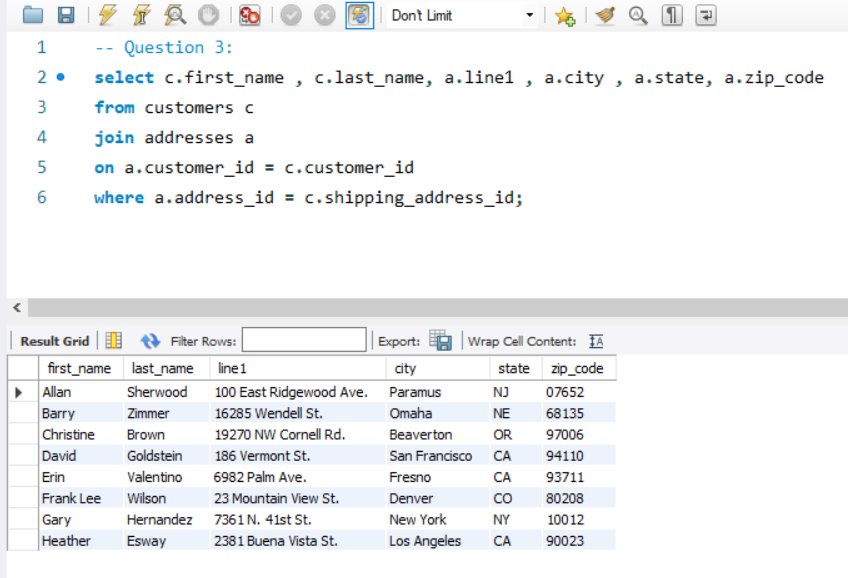 Don't Limit
1 -- Question 3:
2 select c.first_name , c.last_name, a.line1 , a.city , a.state, a.zip_code
3 from customers c
4 join addresses a
5 on a.customer_id = c.customer_id
6 where a.address_id = c.shipping_address_id;
Result Grid Filter Rows: Export: Wrap Cell Content: IA
first_name last_name line1 city state zip_code
Allan Sherwood 100 East Ridgewood Ave. Paramus NJ 07652
Barry Zimmer 16285 Wendell St. Omaha NE 68135
Christine Brown 19270 NW Cornell Rd. Beaverton OR 97006
David Goldstein 186 Vermont St. San Francisco CA 94110
Erin Valentino 6982 Palm Ave. Fresno CA 93711
Frank Lee Wilson 23 Mountain View St. Denver CO 80208
Gary Hernandez 7361 N. 41st St. New York NY 10012
Heather Esway 2381 Buena Vista St. Los Angeles CA 90023